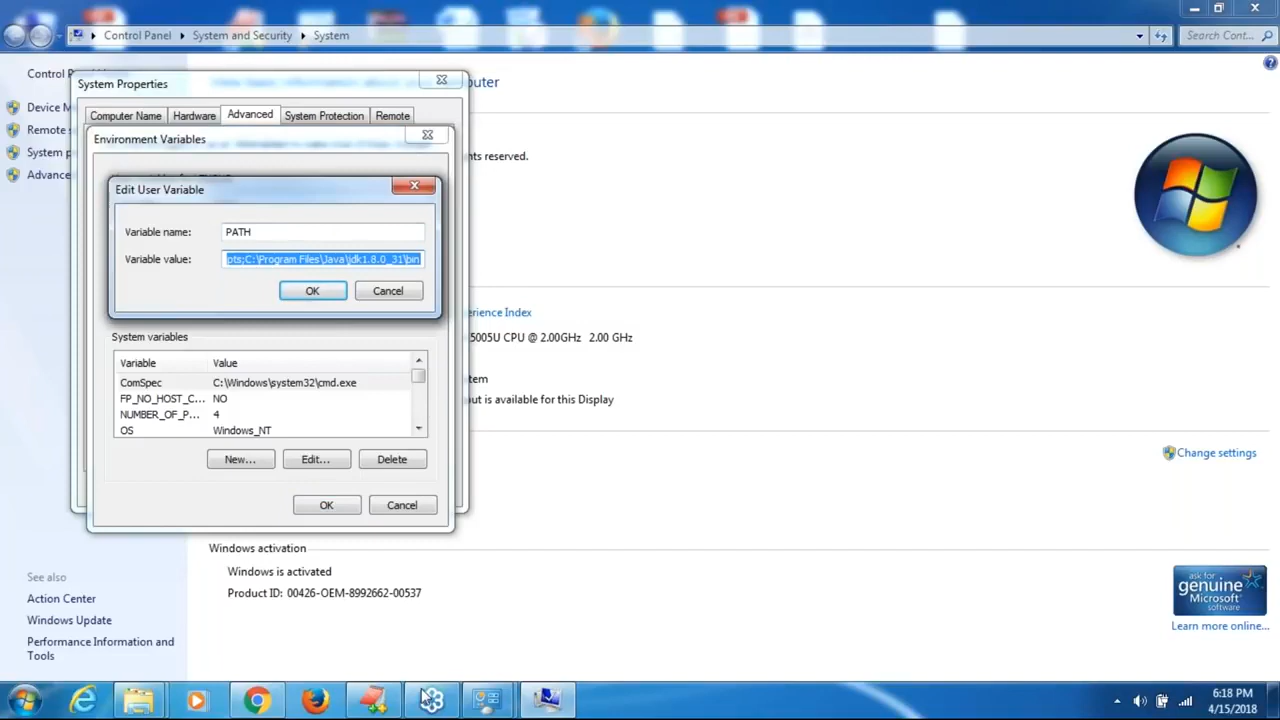 Control Panel
System and Security
System
Search Cont...
Control P
System Properties
puter
Device M
Computer Name
Hardware
Advanced
System Protection
Remote
Remote s
Environment Variables
System p
nts reserved.
Advance
Edit User Variable
Variable name:
PATH
Variable value:
pts;C:\Program Files\Java\jdk1.8.0_31\bin
OK
Cancel
erience Index
System variables
5005U CPU @ 2.00GHz 2.00 GHz
Variable
Value
ComSpec
C:\Windows\system32\cmd.exe
tem
FP_NO_HOST_C...
NO
ut is available for this Display
NUMBER_OF_P...
4
OS
Windows_NT
New...
Edit...
Delete
Change settings
OK
Cancel
Windows activation
Windows is activated
Product ID: 00426-OEM-8992662-00537
See also
Action Center
Windows Update
Performance Information and
Tools
ask for
genuine
Microsoft
software
Learn more online...
6:18 PM
4/15/2018